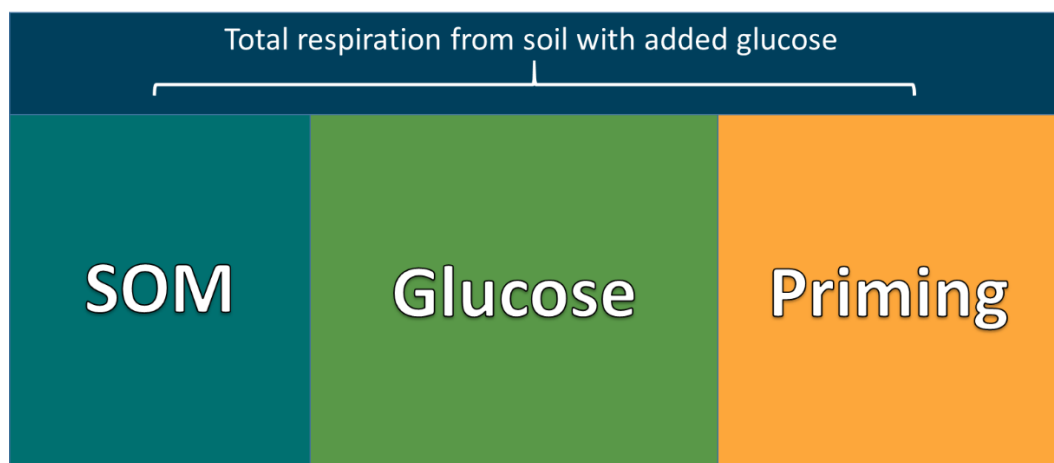 Total respiration from soil with added glucose
SOM
Glucose
Priming